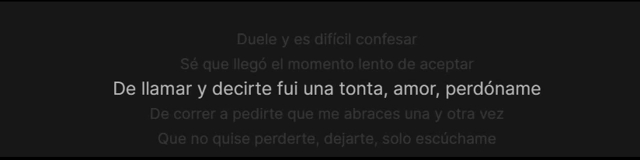 Duele y es difícil confesar
Sé que llegó el momento lento de aceptar
De llamar y decirte fui una tonta, amor, perdóname
De correr a pedirte que me abraces una y otra vez
Que no quise perderte, dejarte, solo escúchame